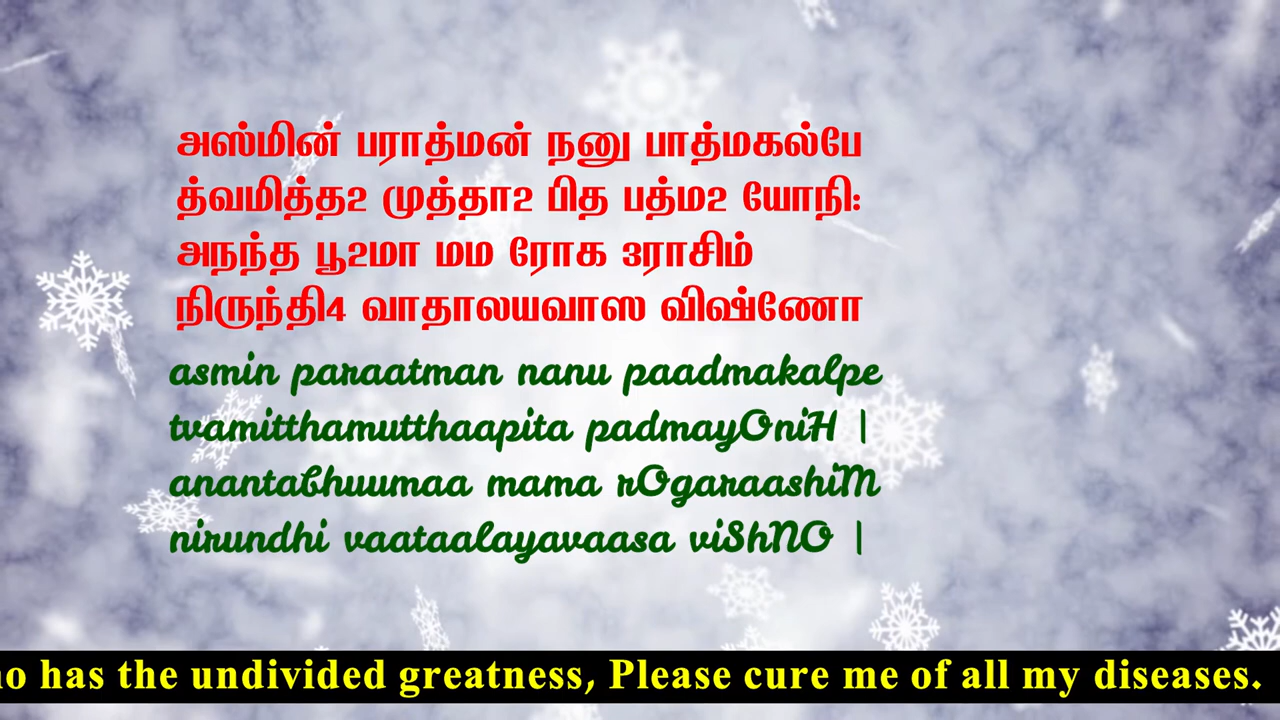 அஸ்மின் பராத்மன் நனு பாத்மகல்பே
த்வமித்த2 முத்தா2 பித பத்ம2 யோநி:
அநந்த பூ2மா மம ரோக 3ராசிம்
நிருந்தி4 வாதாலயவாஸ விஷ்ணோ
asmin paraatman nanu paadmakalpe
tvamitthamutthaapita padmayOniH |
anantabhuumaa mama rOgaraashiM
nirundhi vaataalayavaasa viShNO |
has the undivided greatness, Please cure me of all my diseases.